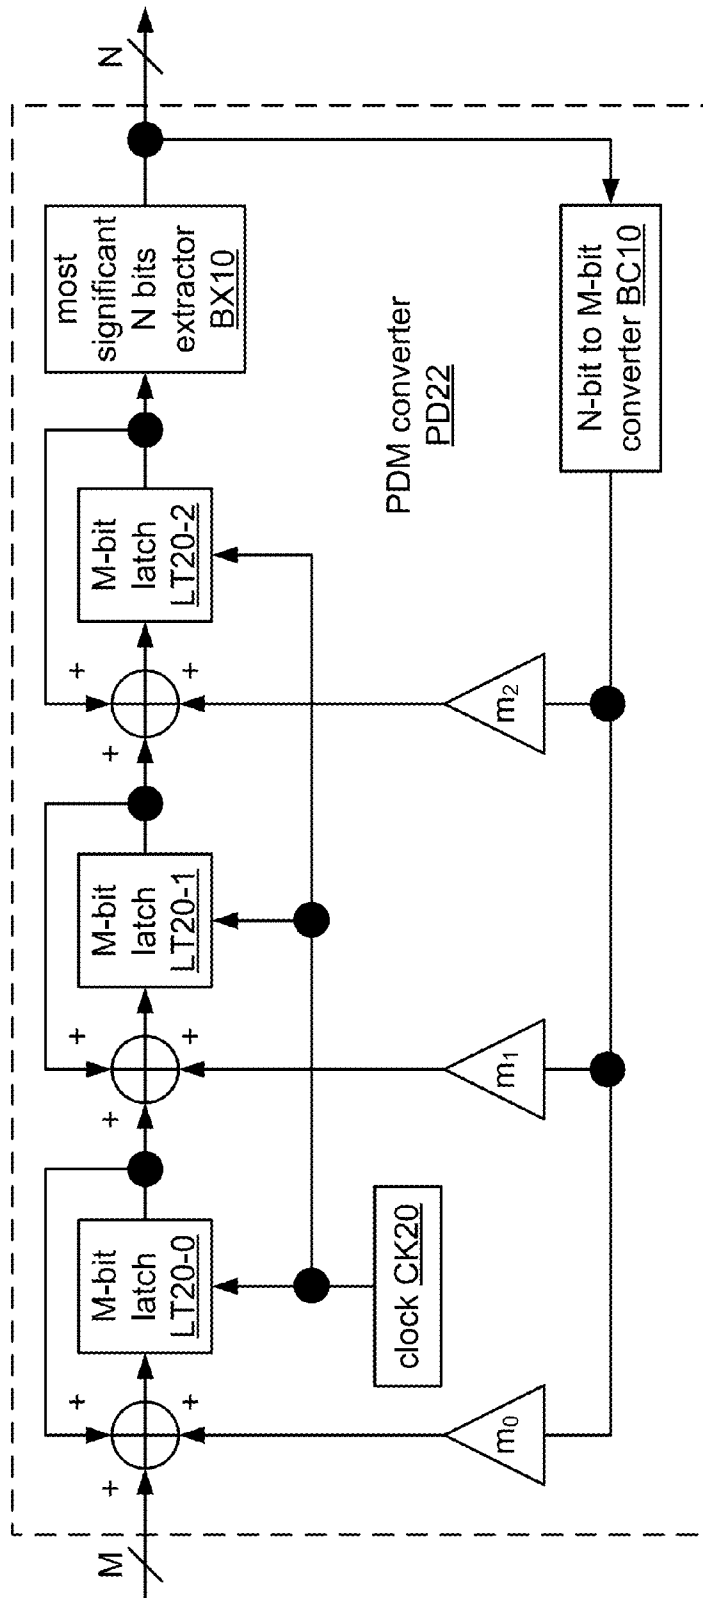 M
+
+
+
M-bit
latch
LT20-0
+
+
+
M-bit
latch
LT20-1
+
+
+
M-bit
latch
LT20-2
most
significant
N bits
extractor
BX10
N
clock CK20
PDM converter
PD22
m₀
m₁
m₂
N-bit to M-bit
converter BC10